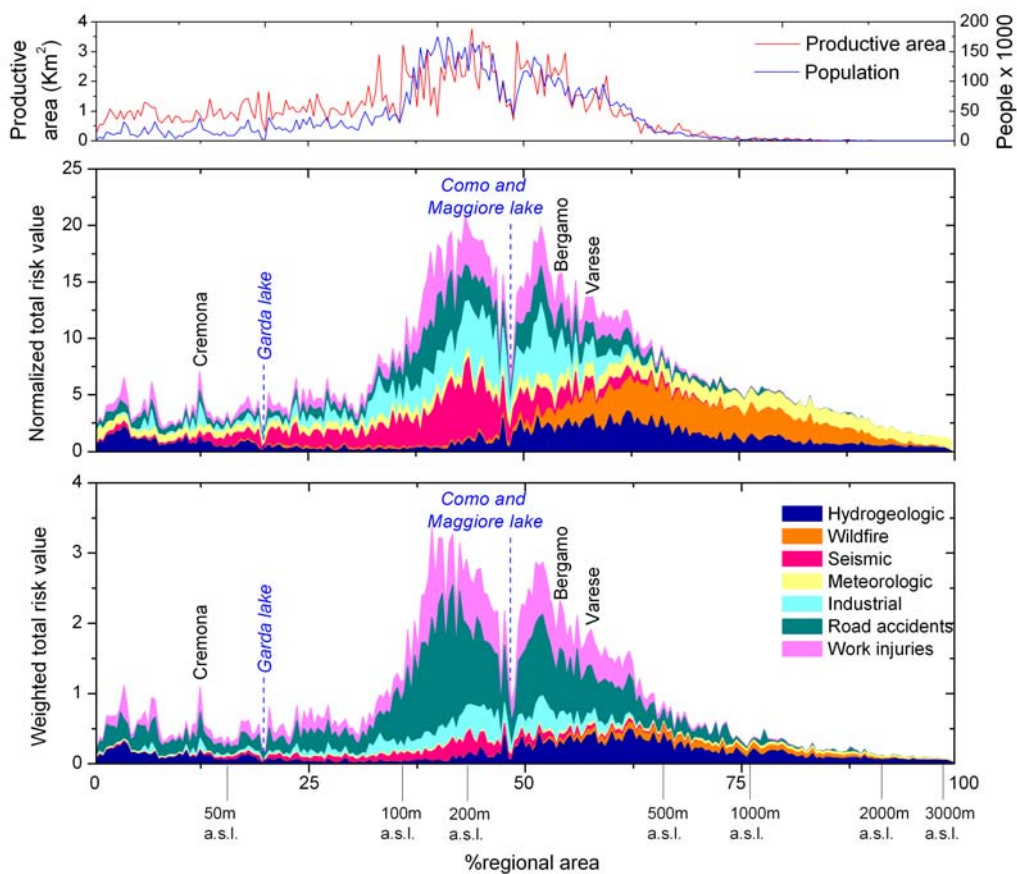 Productive
area (Km²)
4
3
2
1
0
Productive area
Population
200
150
100
50
0
People x 1000
Normalized total risk value
25
20
15
10
5
0
Cremona
Garda lake
Como and
Maggiore lake
Bergamo
Varese
Weighted total risk value
4
3
2
1
0
Cremona
Garda lake
Como and
Maggiore lake
Bergamo
Varese
Hydrogeologic
Wildfire
Seismic
Meteorologic
Industrial
Road accidents
Work injuries
0 25 50 75 100
50m 100m 200m 500m 1000m 2000m 3000m
a.s.l. a.s.l. a.s.l. a.s.l. a.s.l. a.s.l. a.s.l.
%regional area